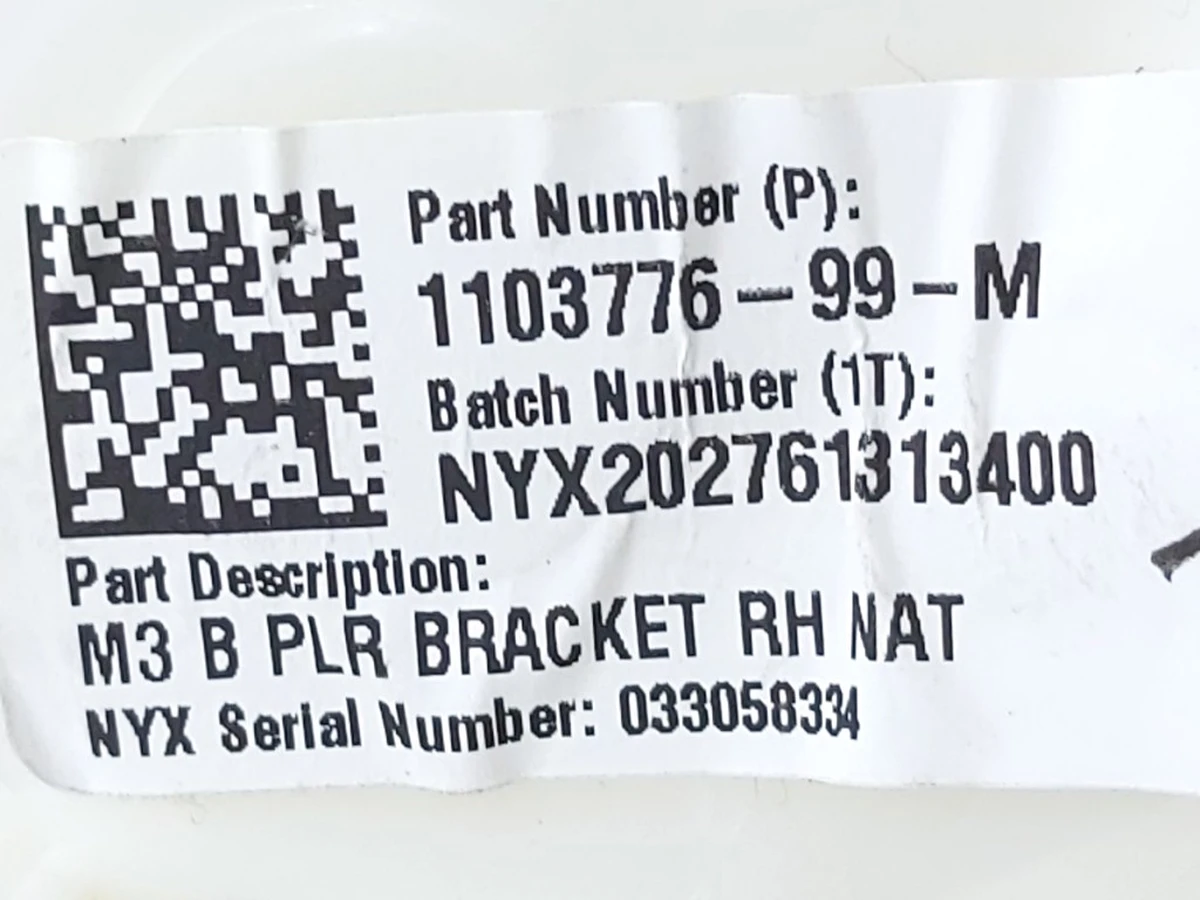 Part Number (P):
1103776-99-M
Batch Number (1T):
NYX202761313400
Part Description:
M3 B PLR BRACKET RH NAT
NYX Serial Number: 033058334